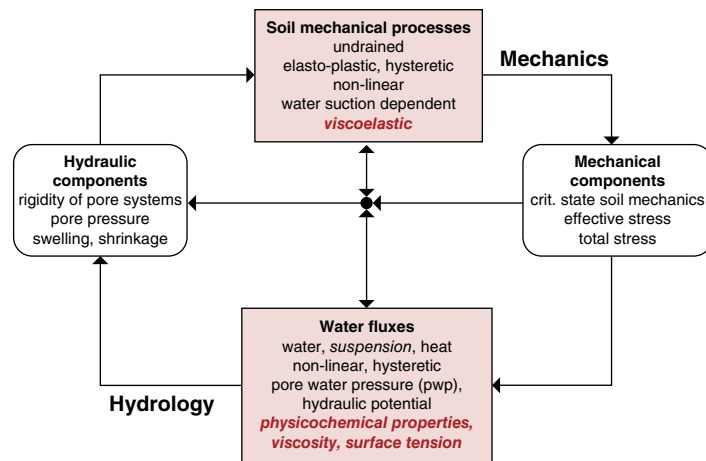 Soil mechanical processes
undrained
elasto-plastic, hysteretic
non-linear
water suction dependent
viscoelastic
Mechanics
Hydraulic
components
rigidity of pore systems
pore pressure
swelling, shrinkage
Mechanical
components
crit. state soil mechanics
effective stress
total stress
Water fluxes
water, suspension, heat
non-linear, hysteretic
pore water pressure (pwp),
hydraulic potential
physicochemical properties,
viscosity, surface tension
Hydrology